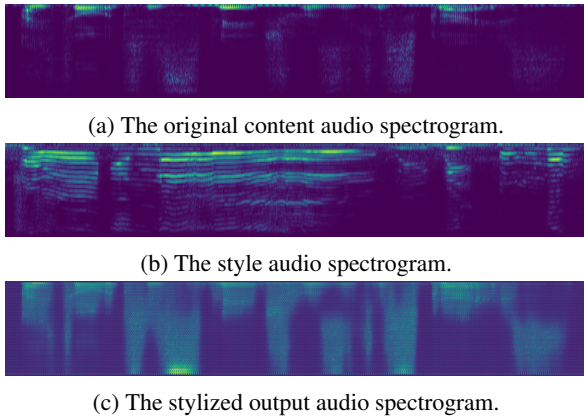 (a) The original content audio spectrogram.
(b) The style audio spectrogram.
(c) The stylized output audio spectrogram.